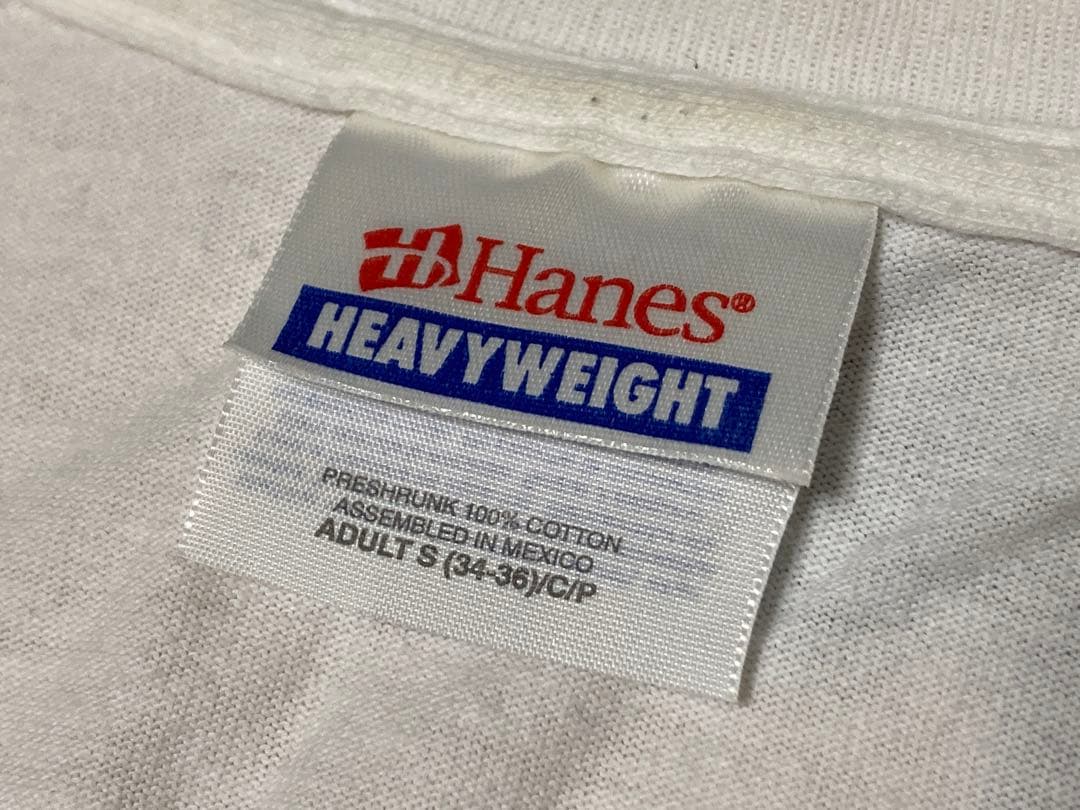 Hanes®
HEAVYWEIGHT
PRESHRUNK 100% COTTON
ASSEMBLED IN MEXICO
ADULT S (34-36)/C/P